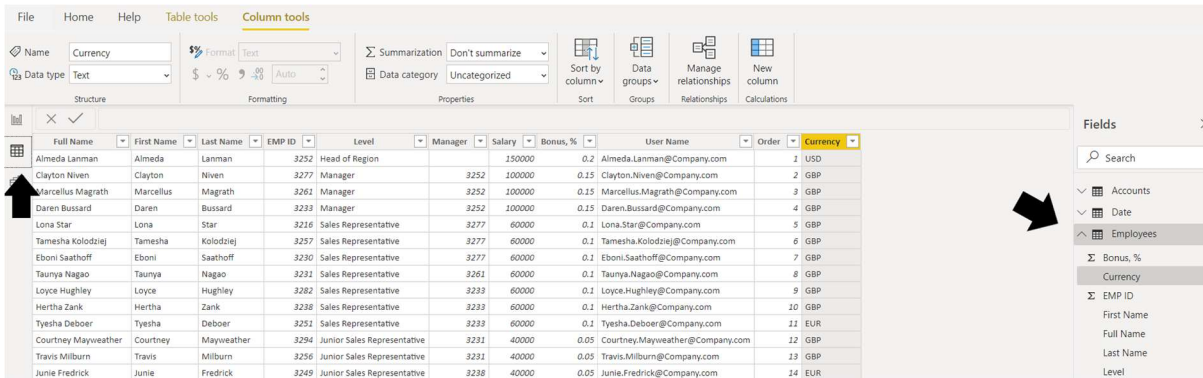 File Home Help Table tools Column tools
Name Currency $% Format Text Σ Summarization Don't summarize Sort by column Data groups Manage relationships New column
Data type Text $ % 9 .00 Auto Data category Uncategorized
Structure Formatting Properties Sort Groups Relationships Calculations
Fields
Search
Full Name First Name Last Name EMP ID Level Manager Salary Bonus, % User Name Order Currency
Almeda Lanman Almeda Lanman 3252 Head of Region 150000 0.2 Almeda.Lanman@Company.com 1 USD
Clayton Niven Clayton Niven 3277 Manager 3252 100000 0.15 Clayton.Niven@Company.com 2 GBP
Marcellus Magrath Marcellus Magrath 3261 Manager 3252 100000 0.15 Marcellus.Magrath@Company.com 3 GBP
Daren Bussard Daren Bussard 3233 Manager 3252 100000 0.15 Daren.Bussard@Company.com 4 GBP
Lona Star Lona Star 3216 Sales Representative 3277 60000 0.1 Lona.Star@Company.com 5 GBP
Tamesha Kolodziej Tamesha Kolodziej 3257 Sales Representative 3277 60000 0.1 Tamesha.Kolodziej@Company.com 6 GBP
Eboni Saathoff Eboni Saathoff 3230 Sales Representative 3277 60000 0.1 Eboni.Saathoff@Company.com 7 GBP
Taunya Nagao Taunya Nagao 3231 Sales Representative 3261 60000 0.1 Taunya.Nagao@Company.com 8 GBP
Loyce Hughley Loyce Hughley 3282 Sales Representative 3233 60000 0.1 Loyce.Hughley@Company.com 9 GBP
Hertha Zank Hertha Zank 3238 Sales Representative 3233 60000 0.1 Hertha.Zank@Company.com 10 GBP
Tyesha Deboer Tyesha Deboer 3251 Sales Representative 3233 60000 0.1 Tyesha.Deboer@Company.com 11 EUR
Courtney Mayweather Courtney Mayweather 3294 Junior Sales Representative 3231 40000 0.05 Courtney.Mayweather@Company.com 12 GBP
Travis Milburn Travis Milburn 3256 Junior Sales Representative 3231 40000 0.05 Travis.Milburn@Company.com 13 GBP
Junie Fredrick Junie Fredrick 3249 Junior Sales Representative 3238 40000 0.05 Junie.Fredrick@Company.com 14 EUR
Accounts
Date
Employees
Σ Bonus, %
Currency
Σ EMP ID
First Name
Full Name
Last Name
Level